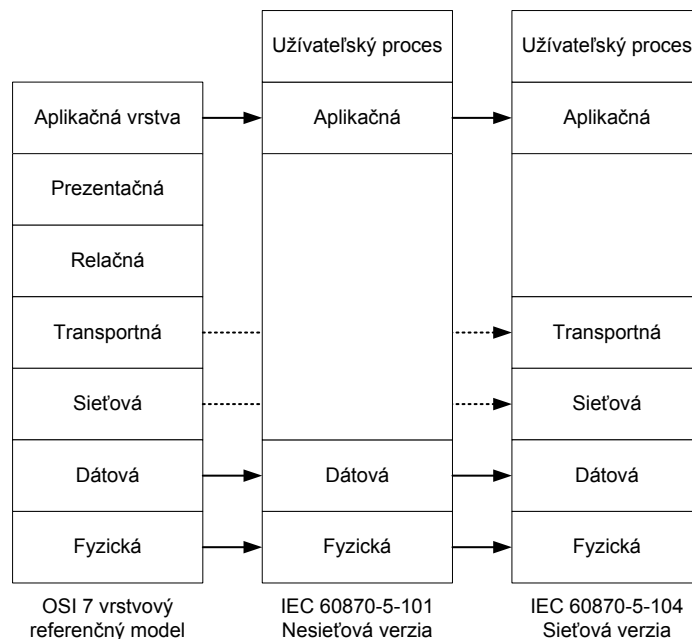 Užívateľský proces
Užívateľský proces
Aplikačná vrstva
Aplikačná
Aplikačná
Prezentačná
Relačná
Transportná
Transportná
Sieťová
Sieťová
Dátová
Dátová
Dátová
Fyzická
Fyzická
Fyzická
OSI 7 vrstvový
referenčný model
IEC 60870-5-101
Nesieťová verzia
IEC 60870-5-104
Sieťová verzia